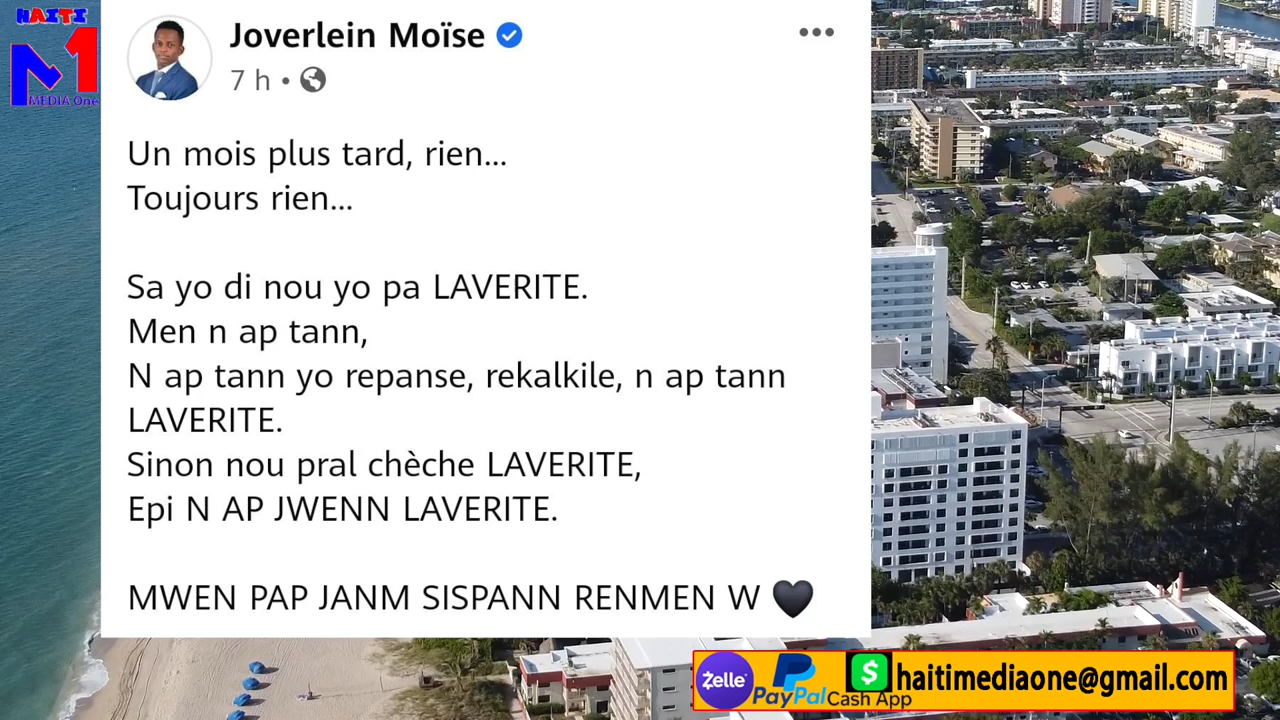 HAITI
M1
MEDIA One
Joverlein Moïse
7 h •
Un mois plus tard, rien...
Toujours rien...
Sa yo di nou yo pa LAVERITE.
Men n ap tann,
N ap tann yo repanse, rekalkile, n ap tann
LAVERITE.
Sinon nou pral chèche LAVERITE,
Epi N AP JWENN LAVERITE.
MWEN PAP JANM SISPANN RENMEN W 🖤
Zelle
PayPal
$
Cash App
haitimediaone@gmail.com